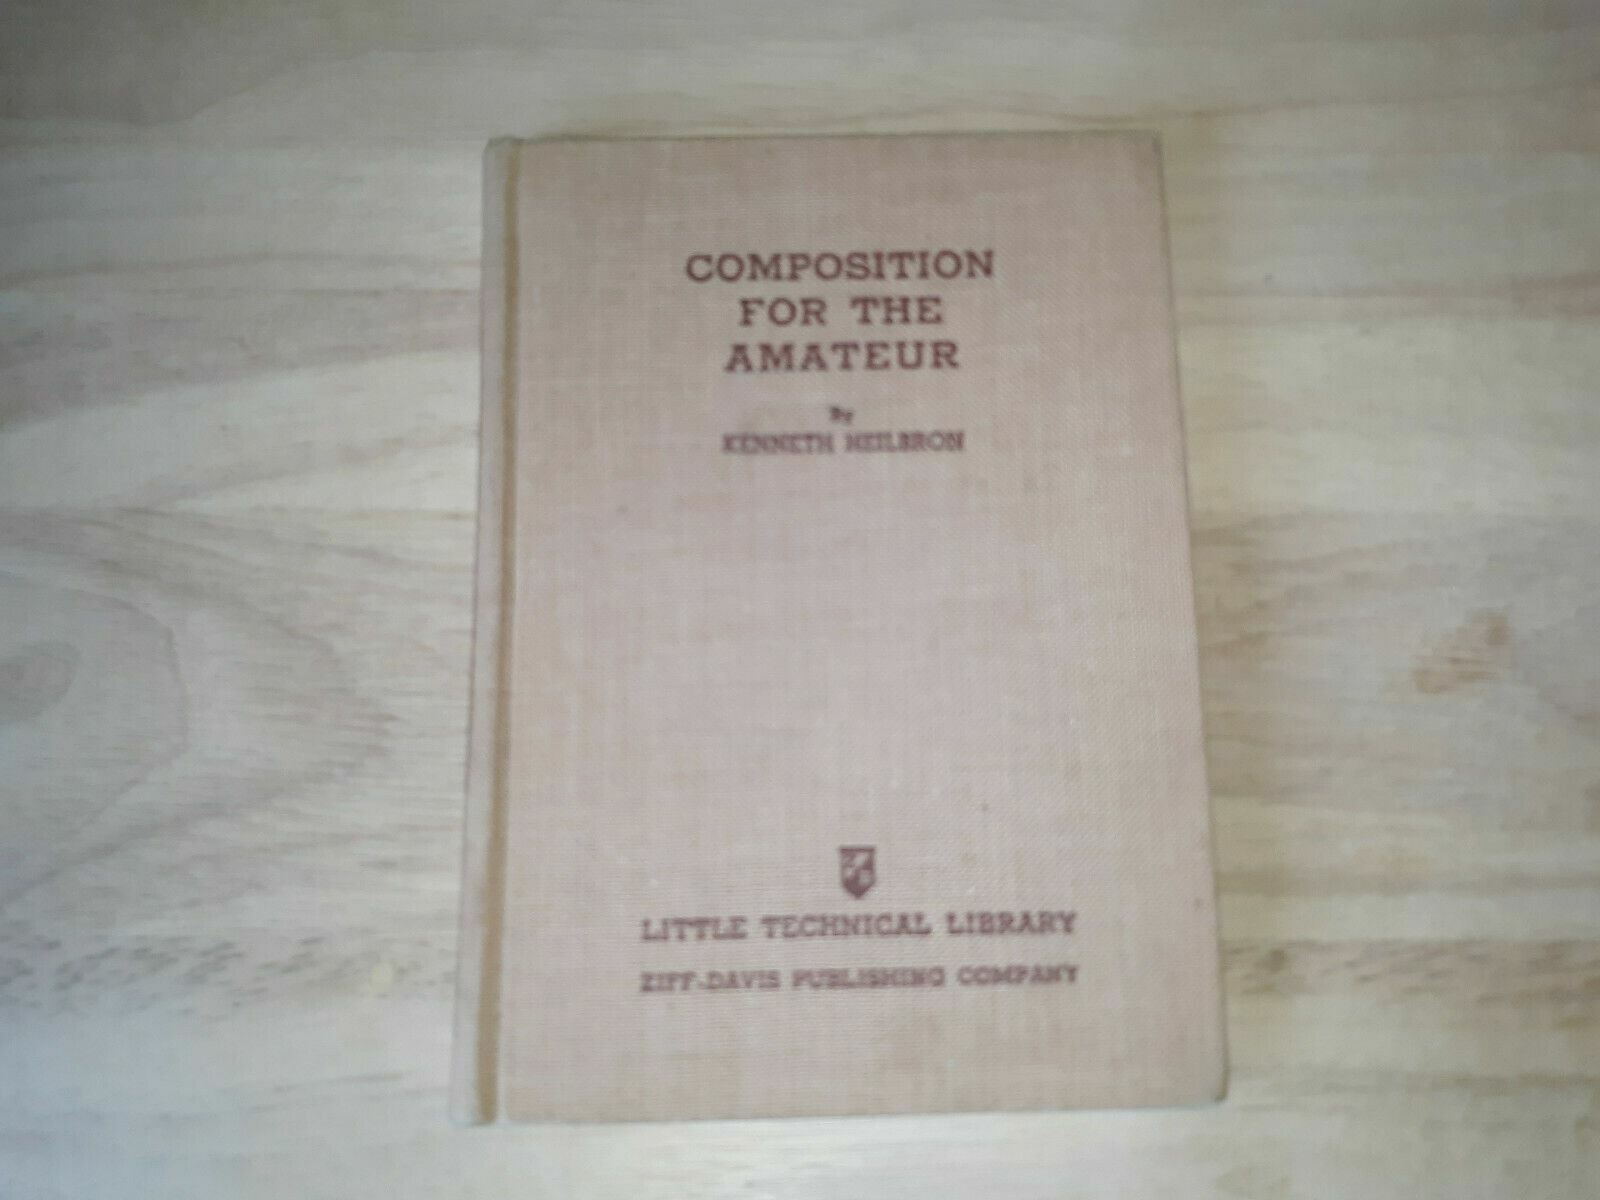 COMPOSITION
FOR THE
AMATEUR
By
KENNETH HEILBRON
LITTLE TECHNICAL LIBRARY
ZIFF-DAVIS PUBLISHING COMPANY